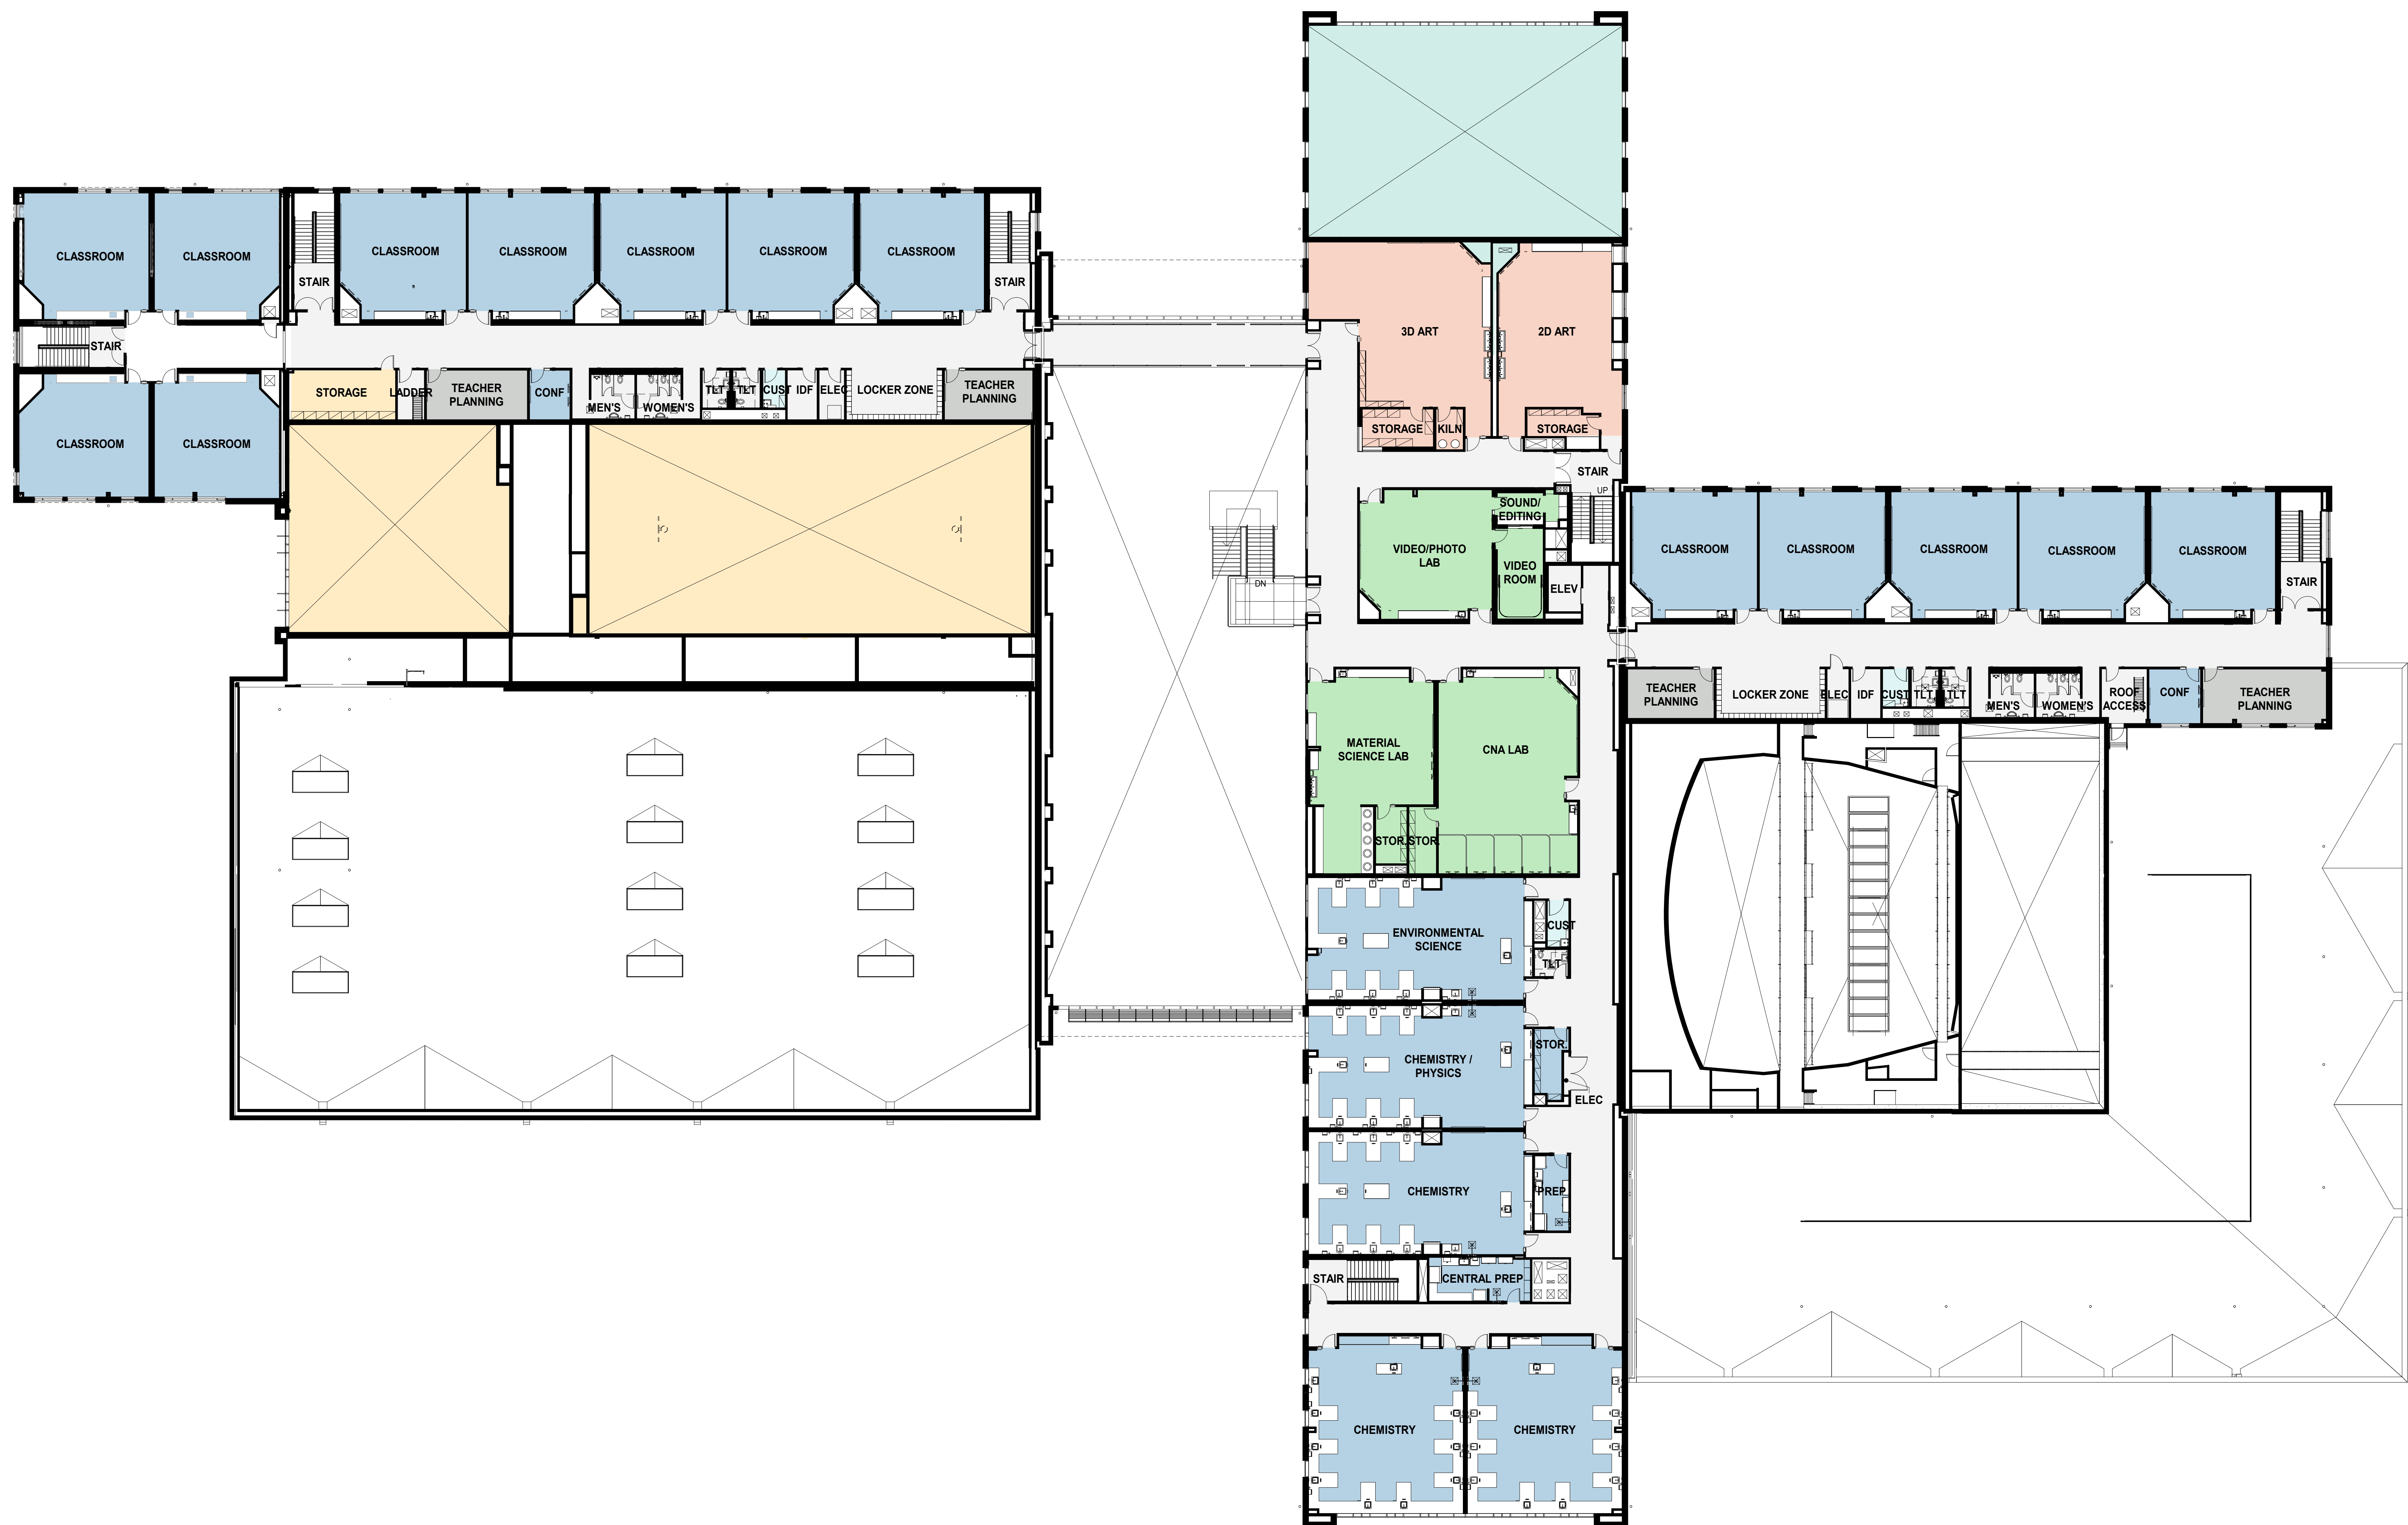 CLASSROOM
CLASSROOM
CLASSROOM
CLASSROOM
CLASSROOM
CLASSROOM
CLASSROOM
STAIR
STAIR
STAIR
STORAGE
LADDER
TEACHER
PLANNING
CONF
MEN'S
WOMEN'S
TLT
TLT
CUST
IDF
ELEC
LOCKER ZONE
TEACHER
PLANNING
CLASSROOM
CLASSROOM
3D ART
2D ART
STORAGE
KILN
STORAGE
STAIR
UP
SOUND/
EDITING
VIDEO/PHOTO
LAB
VIDEO
ROOM
ELEV
DN
CLASSROOM
CLASSROOM
CLASSROOM
CLASSROOM
CLASSROOM
STAIR
TEACHER
PLANNING
LOCKER ZONE
ELEC
IDF
CUST
TLT
TLT
MEN'S
WOMEN'S
ROOF
ACCESS
CONF
TEACHER
PLANNING
MATERIAL
SCIENCE LAB
CNA LAB
STOR.
STOR.
ENVIRONMENTAL
SCIENCE
CUST
TLT
CHEMISTRY /
PHYSICS
STOR.
ELEC
CHEMISTRY
PREP
STAIR
CENTRAL PREP
CHEMISTRY
CHEMISTRY